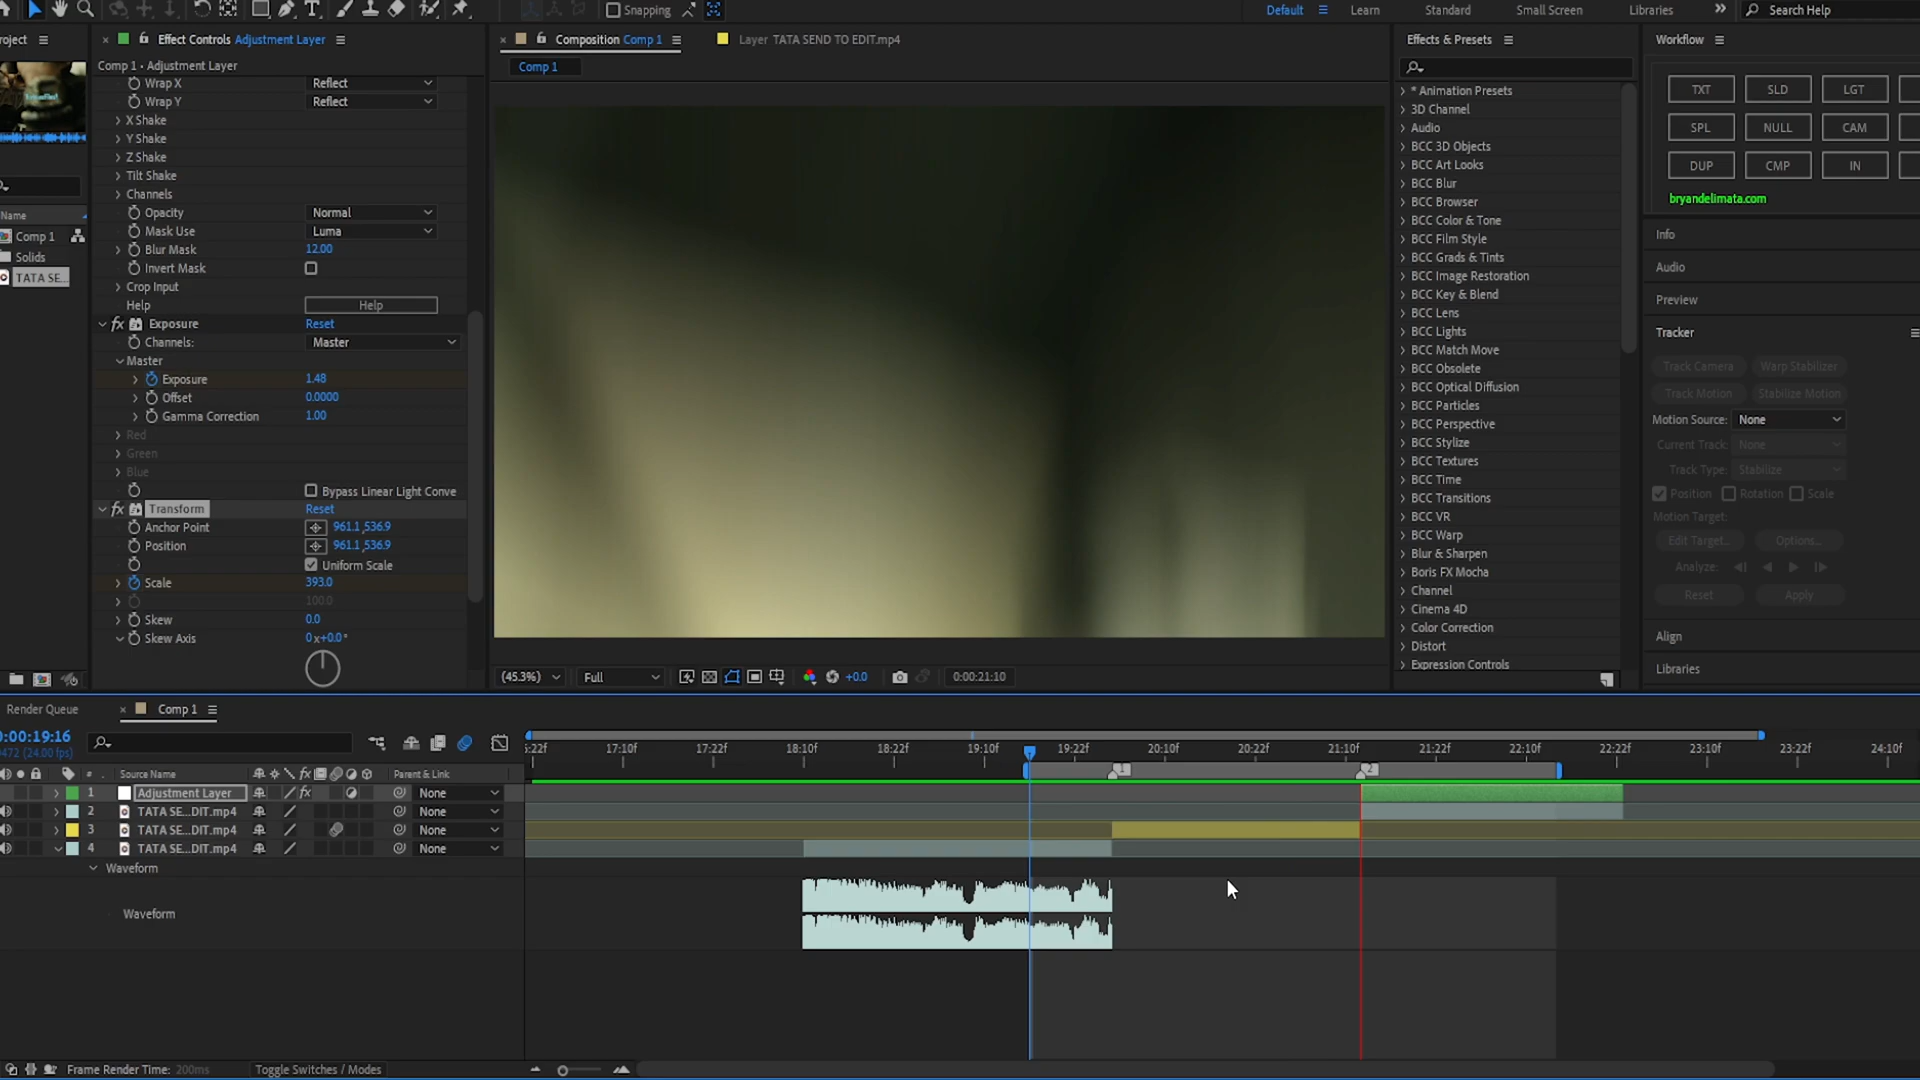 Snapping
Default
Learn
Standard
Small Screen
Libraries
Search Help
roject
Effect Controls Adjustment Layer
Composition Comp 1
Layer TATA SEND TO EDIT.mp4
Effects & Presets
Workflow
Comp 1 • Adjustment Layer
Comp 1
Wrap X
Reflect
Wrap Y
Reflect
X Shake
Y Shake
Z Shake
Tilt Shake
Channels
Opacity
Normal
Mask Use
Luma
Blur Mask
12.00
Invert Mask
Crop Input
Help
Help
fx Exposure
Reset
Channels:
Master
Master
Exposure
1.48
Offset
0.0000
Gamma Correction
1.00
Red
Green
Blue
Bypass Linear Light Conve
fx Transform
Reset
Anchor Point
961.1,536.9
Position
961.1,536.9
Uniform Scale
Scale
393.0
100.0
Skew
0.0
Skew Axis
0x+0.0°
Name
Comp 1
Solids
TATA SE...
* Animation Presets
3D Channel
Audio
BCC 3D Objects
BCC Art Looks
BCC Blur
BCC Browser
BCC Color & Tone
BCC Film Style
BCC Grads & Tints
BCC Image Restoration
BCC Key & Blend
BCC Lens
BCC Lights
BCC Match Move
BCC Obsolete
BCC Optical Diffusion
BCC Particles
BCC Perspective
BCC Stylize
BCC Textures
BCC Time
BCC Transitions
BCC VR
BCC Warp
Blur & Sharpen
Boris FX Mocha
Channel
Cinema 4D
Color Correction
Distort
Expression Controls
TXT
SLD
LGT
SPL
NULL
CAM
DUP
CMP
IN
bryandelimata.com
Info
Audio
Preview
Tracker
Track Camera
Warp Stabilizer
Track Motion
Stabilize Motion
Motion Source:
None
Current Track:
None
Track Type:
Stabilize
Position
Rotation
Scale
Motion Target:
Edit Target...
Options...
Analyze:
Reset
Apply
Align
Libraries
(45.3%)
Full
+0.0
0:00:21:10
Render Queue
Comp 1
0:00:19:16
0472 (24.00 fps)
5:22f
17:10f
17:22f
18:10f
18:22f
19:10f
19:22f
20:10f
20:22f
21:10f
21:22f
22:10f
22:22f
23:10f
23:22f
24:10f
#
Source Name
fx
Parent & Link
1
2
1
Adjustment Layer
fx
None
2
TATA SE...DIT.mp4
None
3
TATA SE...DIT.mp4
None
4
TATA SE...DIT.mp4
None
Waveform
Waveform
Frame Render Time: 200ms
Toggle Switches / Modes